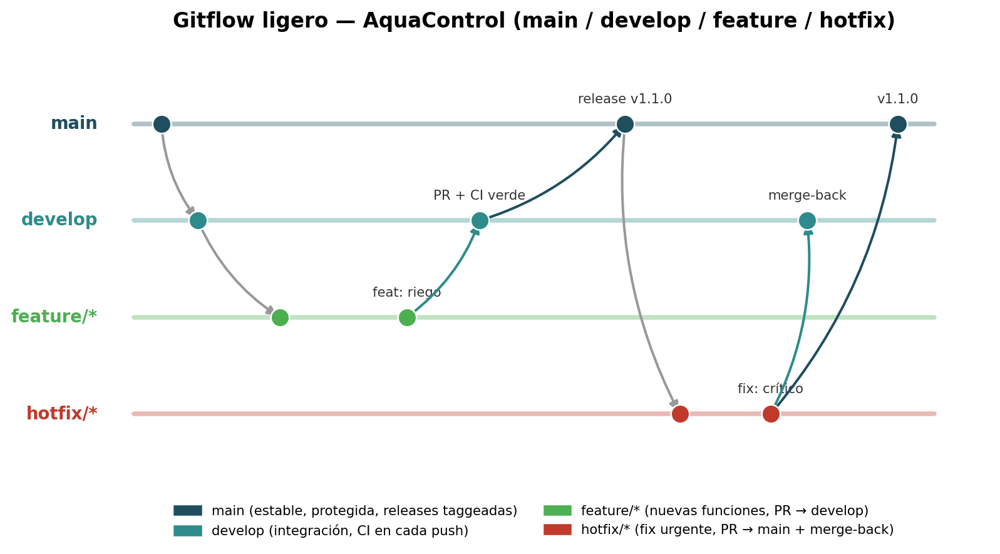 Gitflow ligero — AquaControl (main / develop / feature / hotfix)
release v1.1.0
v1.1.0
main
PR + CI verde
merge-back
develop
feat: riego
feature/*
fix: crítico
hotfix/*
main (estable, protegida, releases taggeadas)
develop (integración, CI en cada push)
feature/* (nuevas funciones, PR → develop)
hotfix/* (fix urgente, PR → main + merge-back)